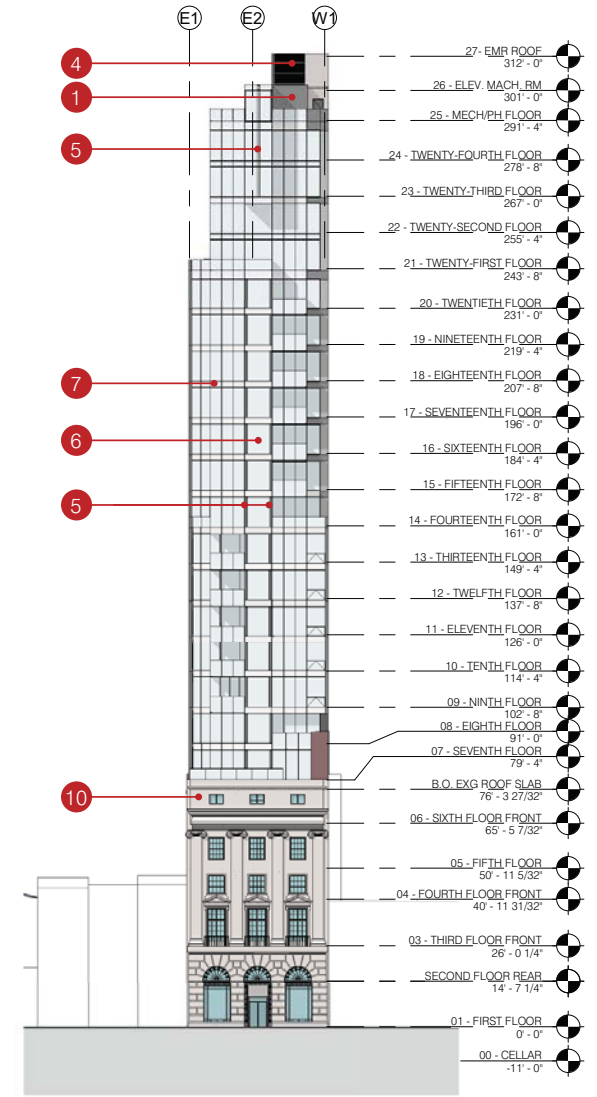 E1 E2 W1
27- EMR ROOF
312' - 0"
4
26 - ELEV. MACH. RM
301' - 0"
1
25 - MECH/PH FLOOR
291' - 4"
5
24 - TWENTY-FOURTH FLOOR
278' - 8"
23 - TWENTY-THIRD FLOOR
267' - 0"
22 - TWENTY-SECOND FLOOR
255' - 4"
21 - TWENTY-FIRST FLOOR
243' - 8"
20 - TWENTIETH FLOOR
231' - 0"
19 - NINETEENTH FLOOR
219' - 4"
18 - EIGHTEENTH FLOOR
207' - 8"
7
17 - SEVENTEENTH FLOOR
196' - 0"
6
16 - SIXTEENTH FLOOR
184' - 4"
15 - FIFTEENTH FLOOR
172' - 8"
5
14 - FOURTEENTH FLOOR
161' - 0"
13 - THIRTEENTH FLOOR
149' - 4"
12 - TWELFTH FLOOR
137' - 8"
11 - ELEVENTH FLOOR
126' - 0"
10 - TENTH FLOOR
114' - 4"
09 - NINTH FLOOR
102' - 8"
08 - EIGHTH FLOOR
91' - 0"
07 - SEVENTH FLOOR
79' - 4"
B.O. EXG ROOF SLAB
76' - 3 27/32"
10
06 - SIXTH FLOOR FRONT
65' - 5 7/32"
05 - FIFTH FLOOR
50' - 11 5/32"
04 - FOURTH FLOOR FRONT
40' - 11 31/32"
03 - THIRD FLOOR FRONT
26' - 0 1/4"
SECOND FLOOR REAR
14' - 7 1/4"
01 - FIRST FLOOR
0' - 0"
00 - CELLAR
-11' - 0"